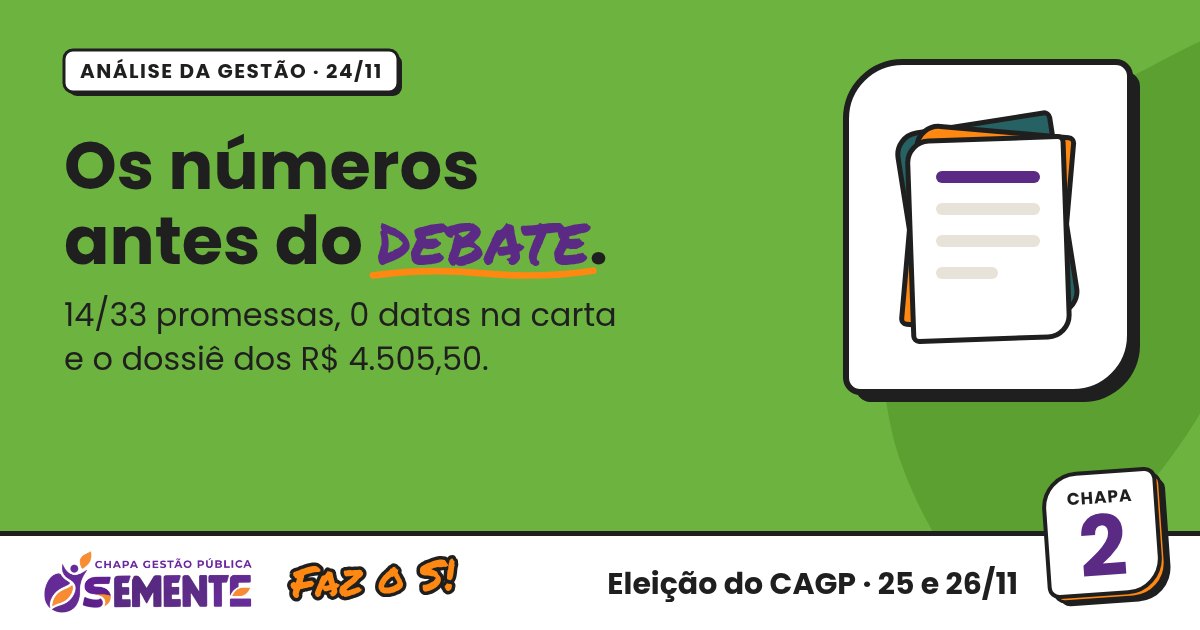 ANÁLISE DA GESTÃO · 24/11
Os números
antes do DEBATE.
14/33 promessas, 0 datas na carta
e o dossiê dos R$ 4.505,50.
CHAPA
2
CHAPA GESTÃO PÚBLICA
SEMENTE
FAZ O S!
Eleição do CAGP · 25 e 26/11